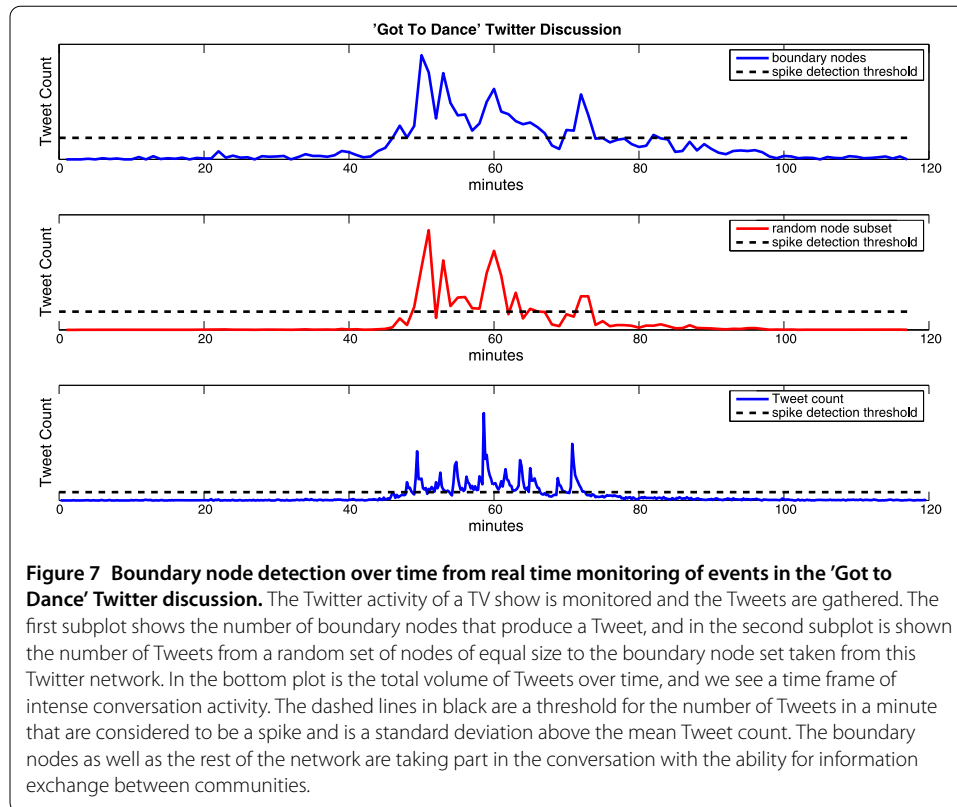 'Got To Dance' Twitter Discussion
Tweet Count
boundary nodes
spike detection threshold
0 20 40 60 80 100 120
minutes
Tweet Count
random node subset
spike detection threshold
0 20 40 60 80 100 120
minutes
Tweet Count
Tweet count
spike detection threshold
0 20 40 60 80 100 120
minutes
Figure 7 Boundary node detection over time from real time monitoring of events in the 'Got to
Dance' Twitter discussion. The Twitter activity of a TV show is monitored and the Tweets are gathered. The
first subplot shows the number of boundary nodes that produce a Tweet, and in the second subplot is shown
the number of Tweets from a random set of nodes of equal size to the boundary node set taken from this
Twitter network. In the bottom plot is the total volume of Tweets over time, and we see a time frame of
intense conversation activity. The dashed lines in black are a threshold for the number of Tweets in a minute
that are considered to be a spike and is a standard deviation above the mean Tweet count. The boundary
nodes as well as the rest of the network are taking part in the conversation with the ability for information
exchange between communities.